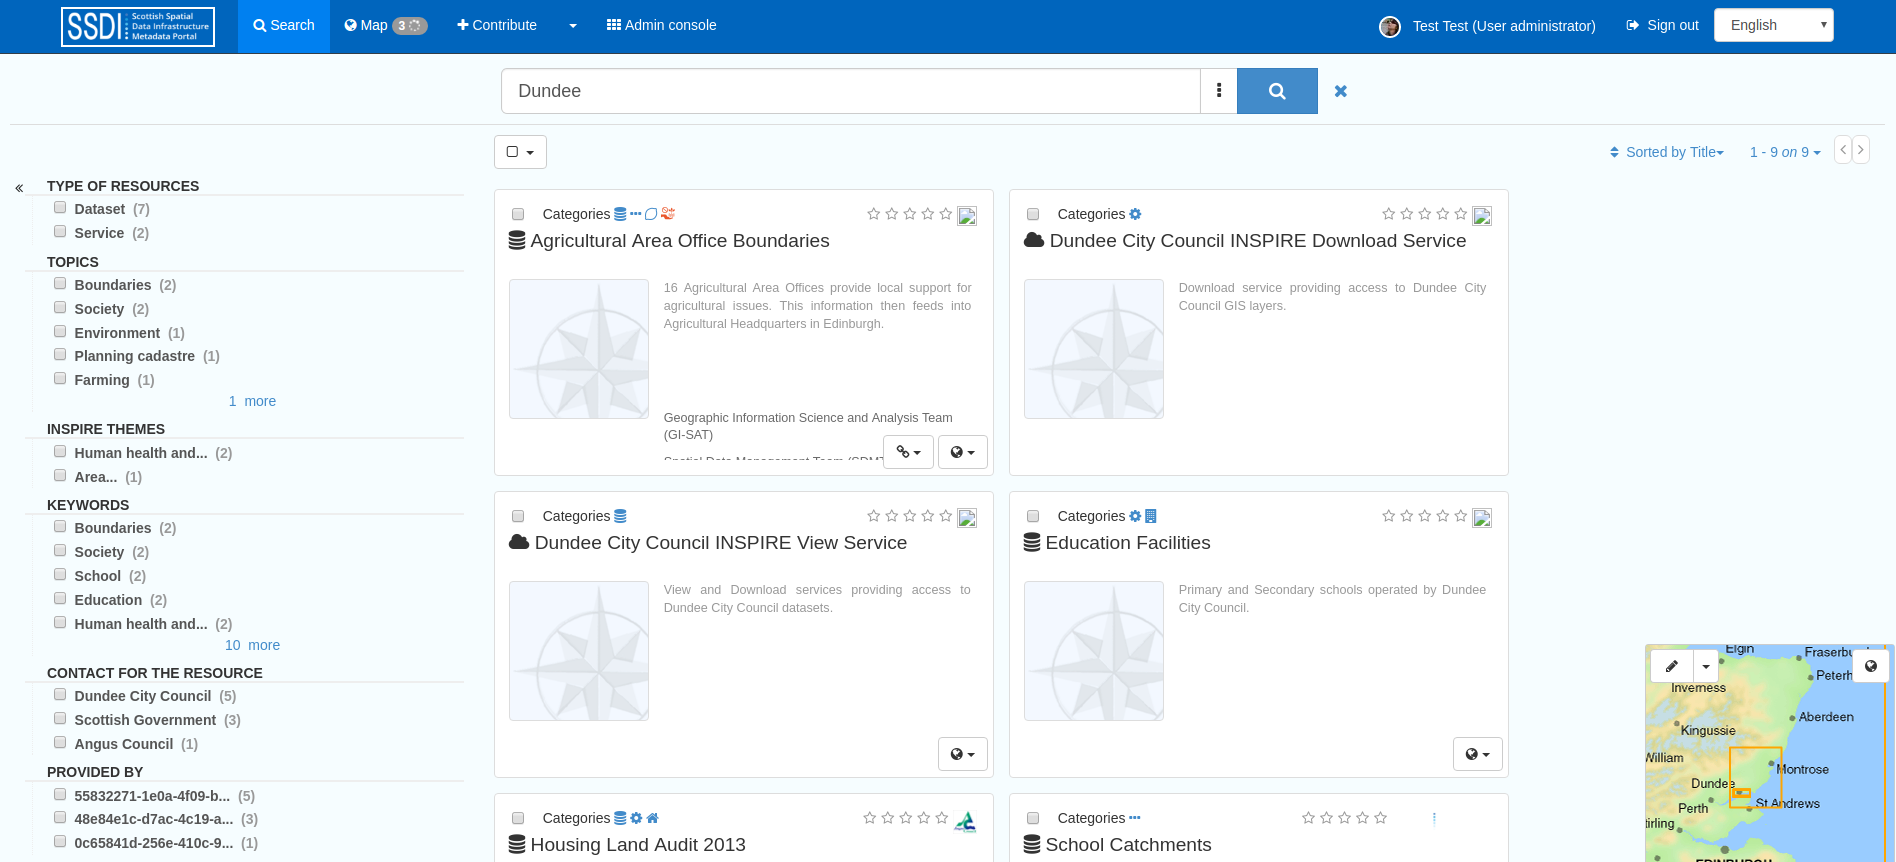 SSDI Scottish Spatial
Data Infrastructure
Metadata Portal
Search
Map 3
Contribute
Admin console
Test Test (User administrator)
Sign out
English
Dundee
Sorted by Title
1 - 9 on 9
TYPE OF RESOURCES
Dataset (7)
Service (2)
TOPICS
Boundaries (2)
Society (2)
Environment (1)
Planning cadastre (1)
Farming (1)
1 more
INSPIRE THEMES
Human health and... (2)
Area... (1)
KEYWORDS
Boundaries (2)
Society (2)
School (2)
Education (2)
Human health and... (2)
10 more
CONTACT FOR THE RESOURCE
Dundee City Council (5)
Scottish Government (3)
Angus Council (1)
PROVIDED BY
55832271-1e0a-4f09-b... (5)
48e84e1c-d7ac-4c19-a... (3)
0c65841d-256e-410c-9... (1)
Categories
Agricultural Area Office Boundaries
16 Agricultural Area Offices provide local support for
agricultural issues. This information then feeds into
Agricultural Headquarters in Edinburgh.
Geographic Information Science and Analysis Team
(GI-SAT)
Spatial Data Management Team (SDMT
Categories
Dundee City Council INSPIRE Download Service
Download service providing access to Dundee City
Council GIS layers.
Categories
Dundee City Council INSPIRE View Service
View and Download services providing access to
Dundee City Council datasets.
Categories
Education Facilities
Primary and Secondary schools operated by Dundee
City Council.
Categories
Housing Land Audit 2013
Categories
School Catchments
Elgin
Fraserbu
Peterh
Inverness
Aberdeen
Kingussie
William
Montrose
Dundee
St Andrews
Perth
tirling
EDINBURGH